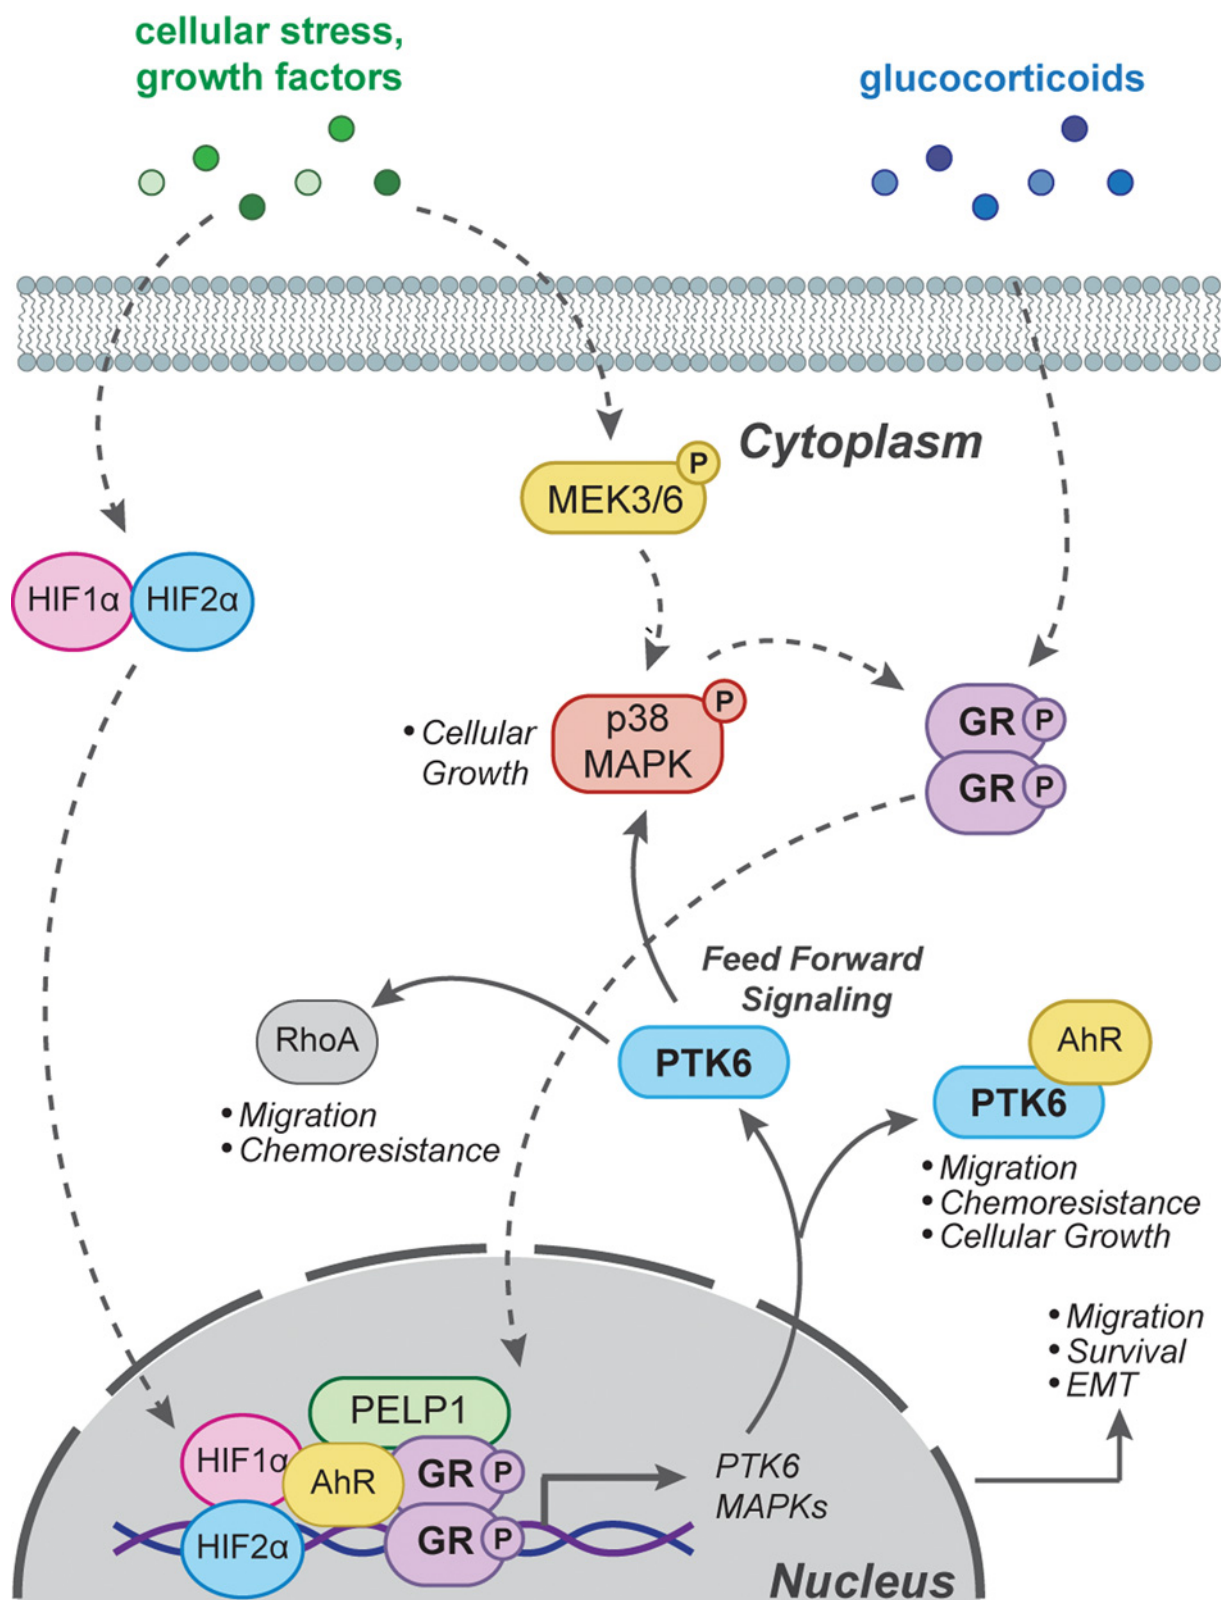 cellular stress,
growth factors
glucocorticoids
Cytoplasm
P
MEK3/6
HIF1α
HIF2α
P
p38
MAPK
• Cellular
Growth
GR
P
GR
P
Feed Forward
Signaling
RhoA
• Migration
• Chemoresistance
PTK6
AhR
PTK6
• Migration
• Chemoresistance
• Cellular Growth
• Migration
• Survival
• EMT
PELP1
HIF1α
AhR
GR
P
HIF2α
GR
P
PTK6
MAPKs
Nucleus